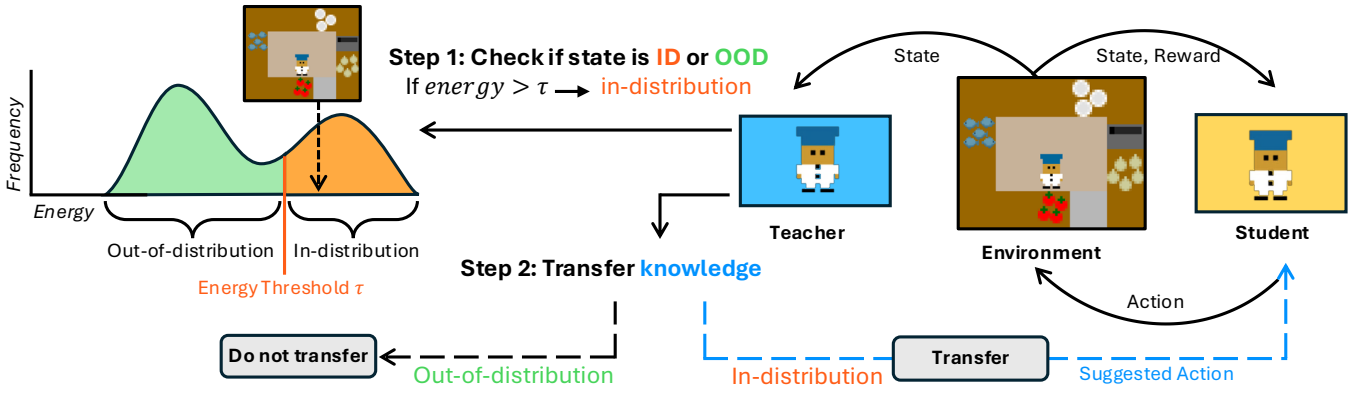 Step 1: Check if state is ID or OOD
If energy > τ → in-distribution
State
State, Reward
Frequency
Energy
Out-of-distribution
In-distribution
Energy Threshold τ
Teacher
Environment
Student
Step 2: Transfer knowledge
Action
Do not transfer
Out-of-distribution
In-distribution
Transfer
Suggested Action